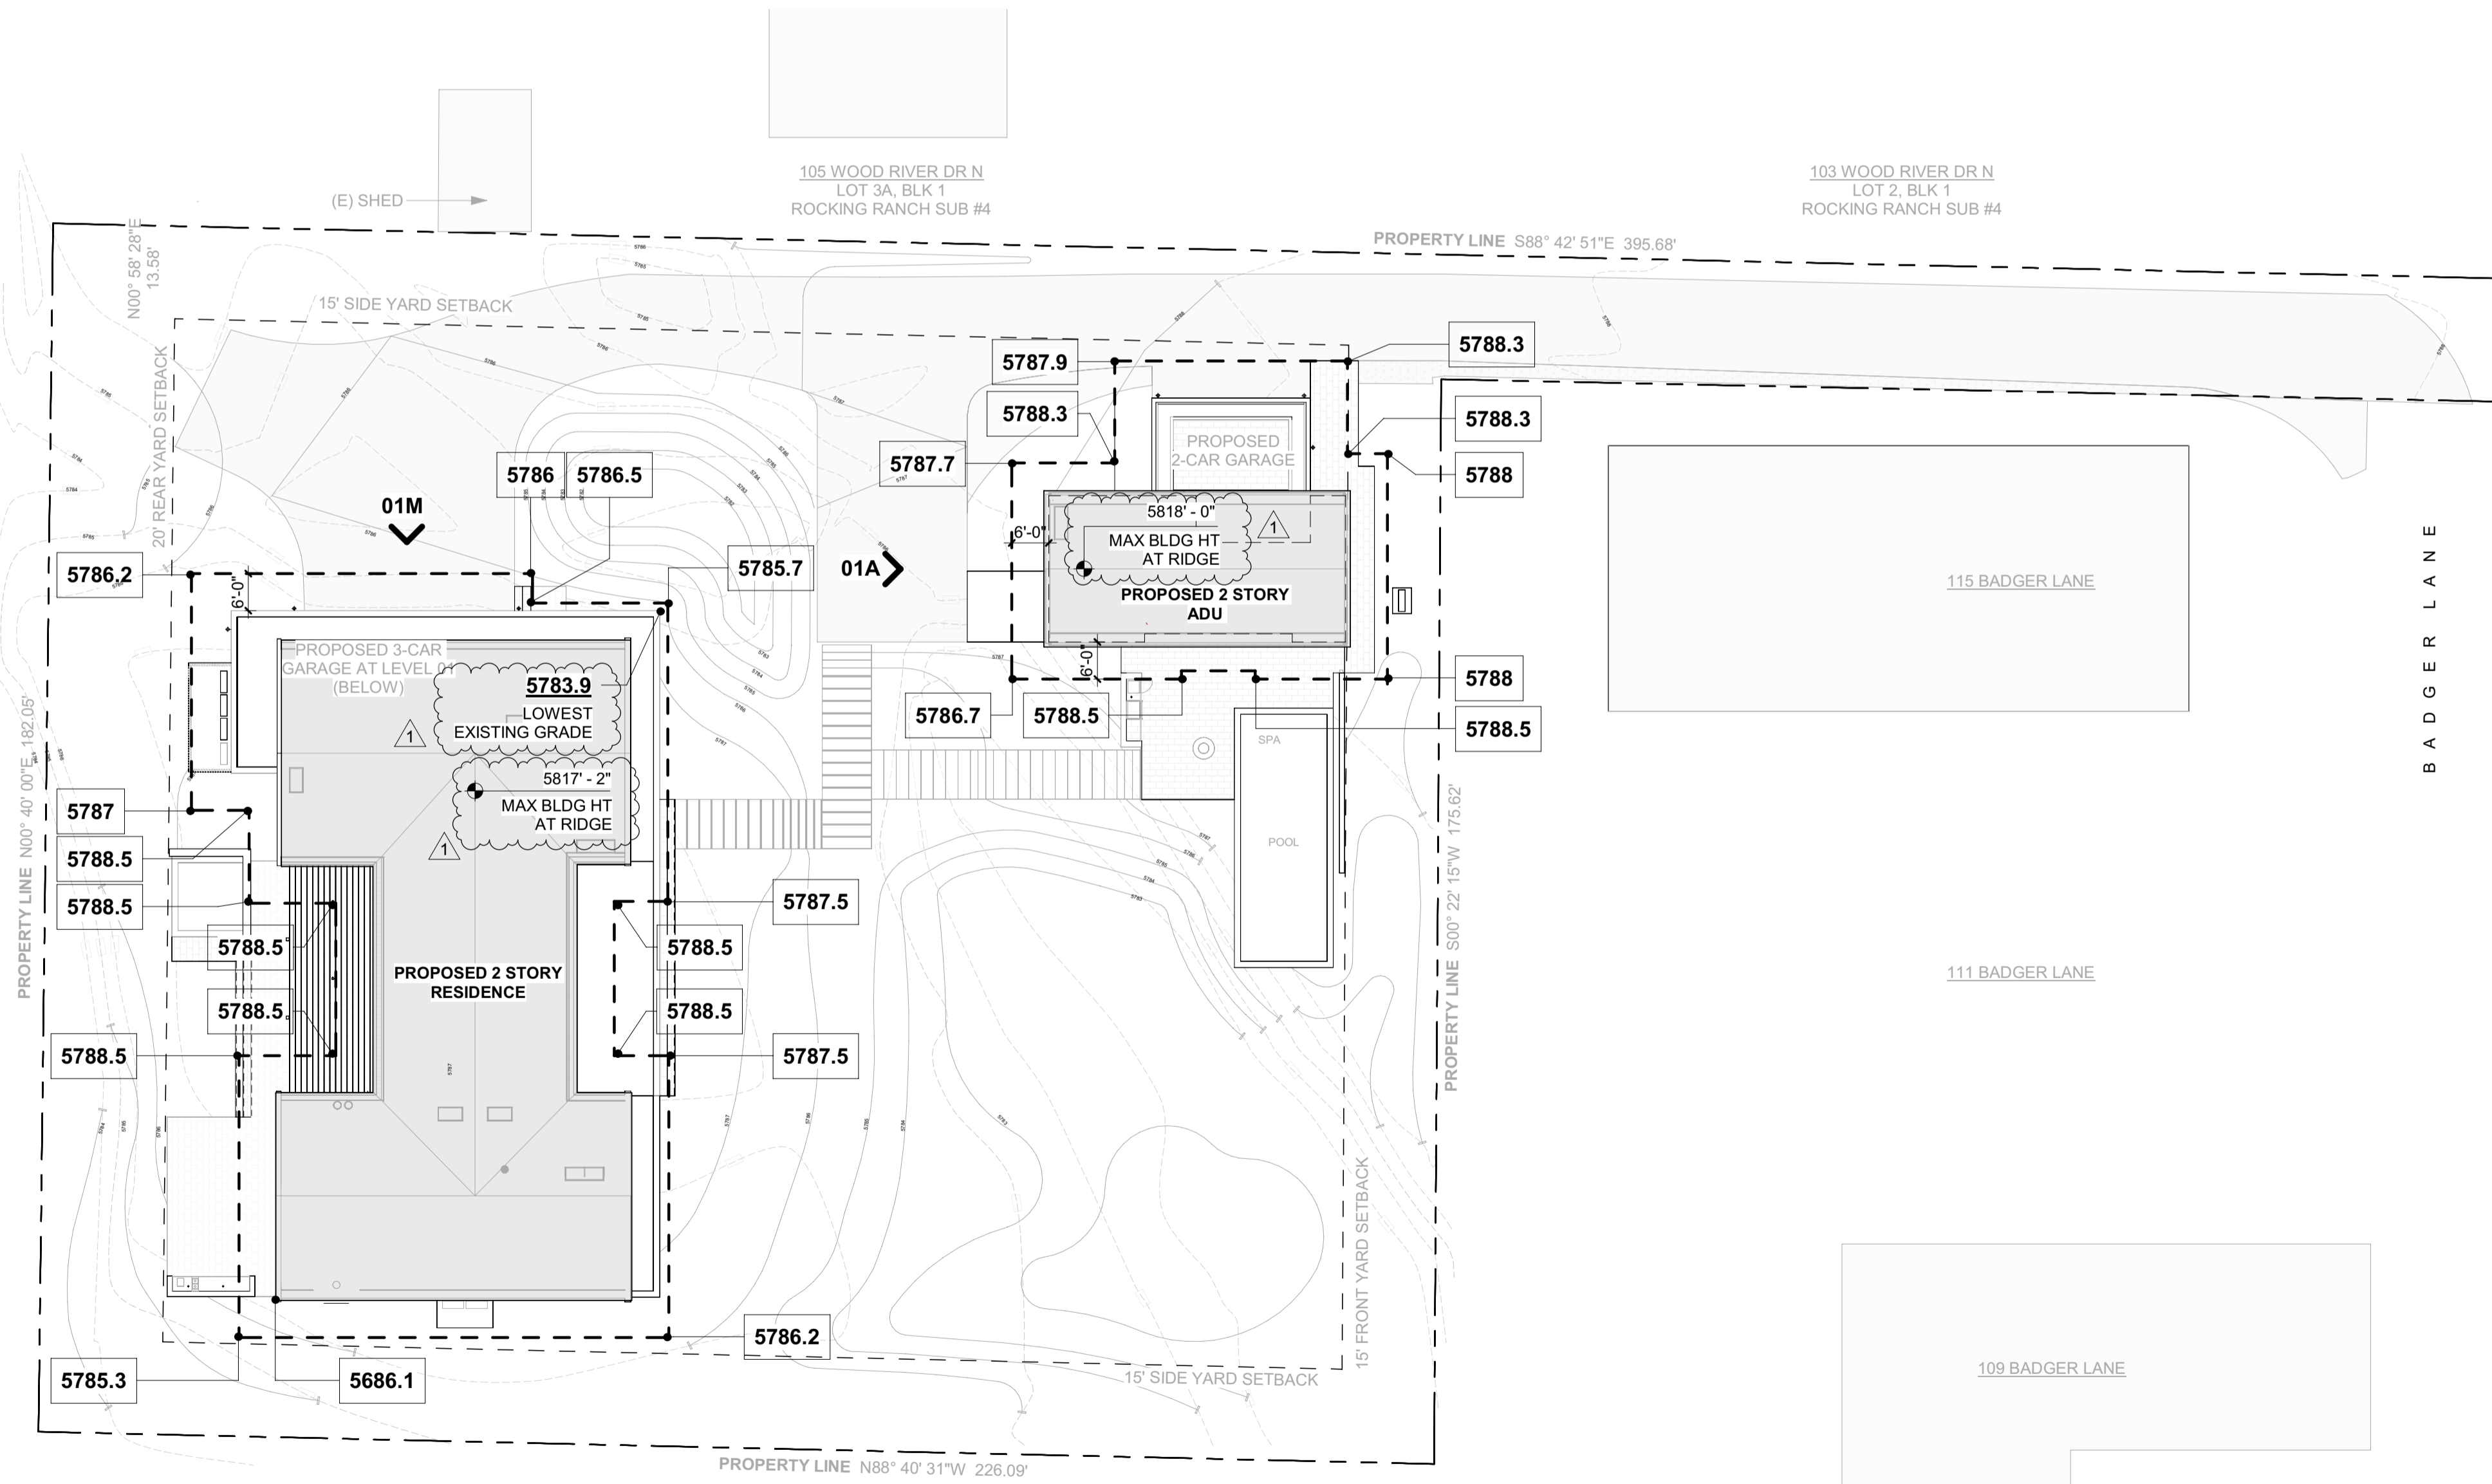 105 WOOD RIVER DR N
LOT 3A, BLK 1
ROCKING RANCH SUB #4
103 WOOD RIVER DR N
LOT 2, BLK 1
ROCKING RANCH SUB #4
(E) SHED
N00° 58' 28"E
13.58'
PROPERTY LINE S88° 42' 51"E 395.68'
15' SIDE YARD SETBACK
20' REAR YARD SETBACK
5787.9
5788.3
5788.3
5788.3
5787.7
5788
5786
5786.5
01M
5786.2
6'-0"
5785.7
01A
6'-0"
PROPOSED
2-CAR GARAGE
5818' - 0"
1
MAX BLDG HT
AT RIDGE
PROPOSED 2 STORY
ADU
6'-0"
115 BADGER LANE
BADGER LANE
PROPOSED 3-CAR
GARAGE AT LEVEL 01
(BELOW)
5783.9
LOWEST
EXISTING GRADE
1
5817' - 2"
MAX BLDG HT
AT RIDGE
1
5786.7
5788.5
5788
5788.5
SPA
POOL
PROPERTY LINE N00° 40' 00"E 182.05'
5787
5788.5
5788.5
5788.5
5788.5
5788.5
PROPOSED 2 STORY
RESIDENCE
5787.5
5788.5
5788.5
5787.5
PROPERTY LINE S00° 22' 15"W 175.62'
111 BADGER LANE
15' FRONT YARD SETBACK
5786.2
5785.3
5686.1
15' SIDE YARD SETBACK
109 BADGER LANE
PROPERTY LINE N88° 40' 31"W 226.09'